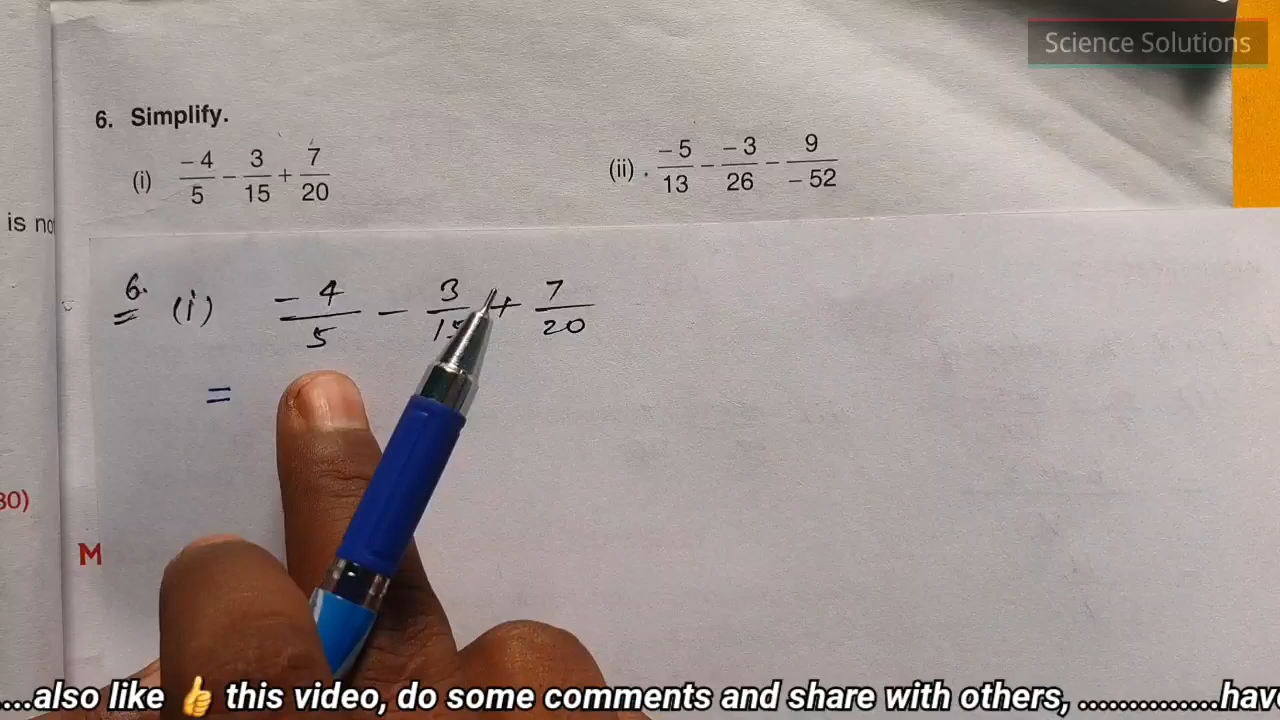 Science Solutions
6. Simplify.
(i) -4/5 - 3/15 + 7/20
(ii) . -5/13 - -3/26 - 9/-52
is no
6. (i) -4/5 - 3/15 + 7/20
=
30)
M
....also like 👍 this video, do some comments and share with others, ..............have